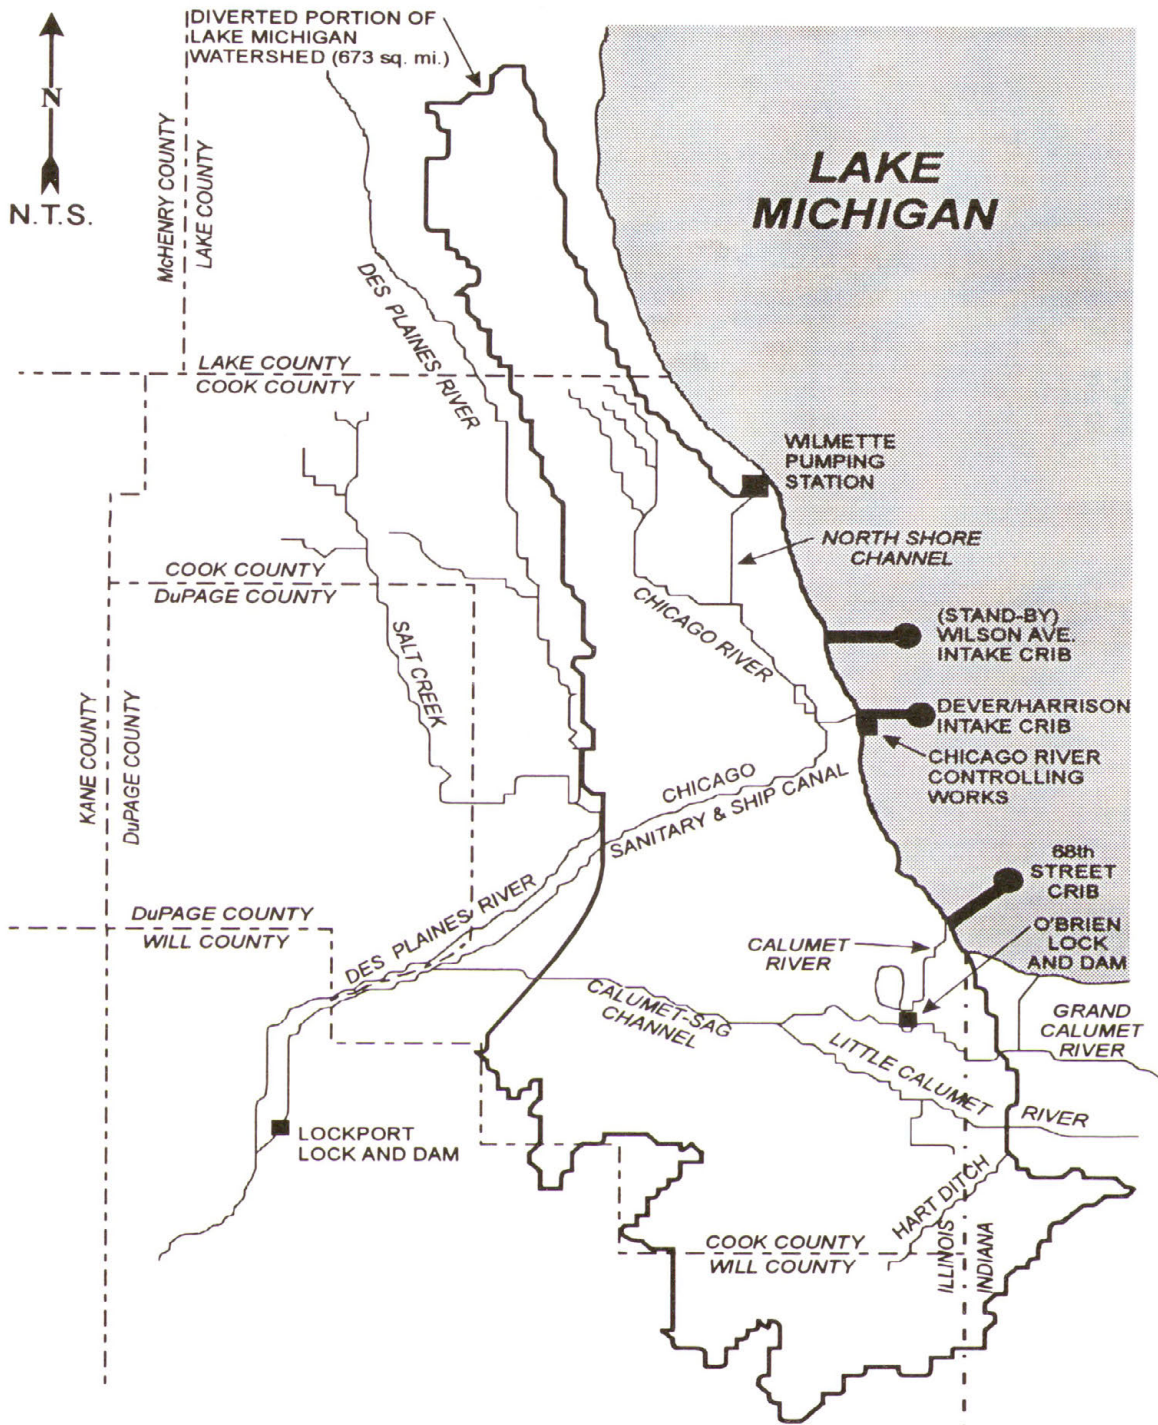 DIVERTED PORTION OF
LAKE MICHIGAN
WATERSHED (673 sq. mi.)
N
N.T.S.
McHENRY COUNTY
LAKE COUNTY
LAKE
MICHIGAN
DES PLAINES RIVER
LAKE COUNTY
COOK COUNTY
WILMETTE
PUMPING
STATION
NORTH SHORE
CHANNEL
COOK COUNTY
DuPAGE COUNTY
CHICAGO RIVER
(STAND-BY)
WILSON AVE.
INTAKE CRIB
SALT CREEK
KANE COUNTY
DuPAGE COUNTY
DEVER/HARRISON
INTAKE CRIB
CHICAGO RIVER
CONTROLLING
WORKS
CHICAGO
SANITARY & SHIP CANAL
68th
STREET
CRIB
DES PLAINES RIVER
DuPAGE COUNTY
WILL COUNTY
O'BRIEN
LOCK
AND DAM
CALUMET
RIVER
CALUMET-SAG
CHANNEL
GRAND
CALUMET
RIVER
LITTLE CALUMET RIVER
LOCKPORT
LOCK AND DAM
HART DITCH
COOK COUNTY
WILL COUNTY
ILLINOIS
INDIANA